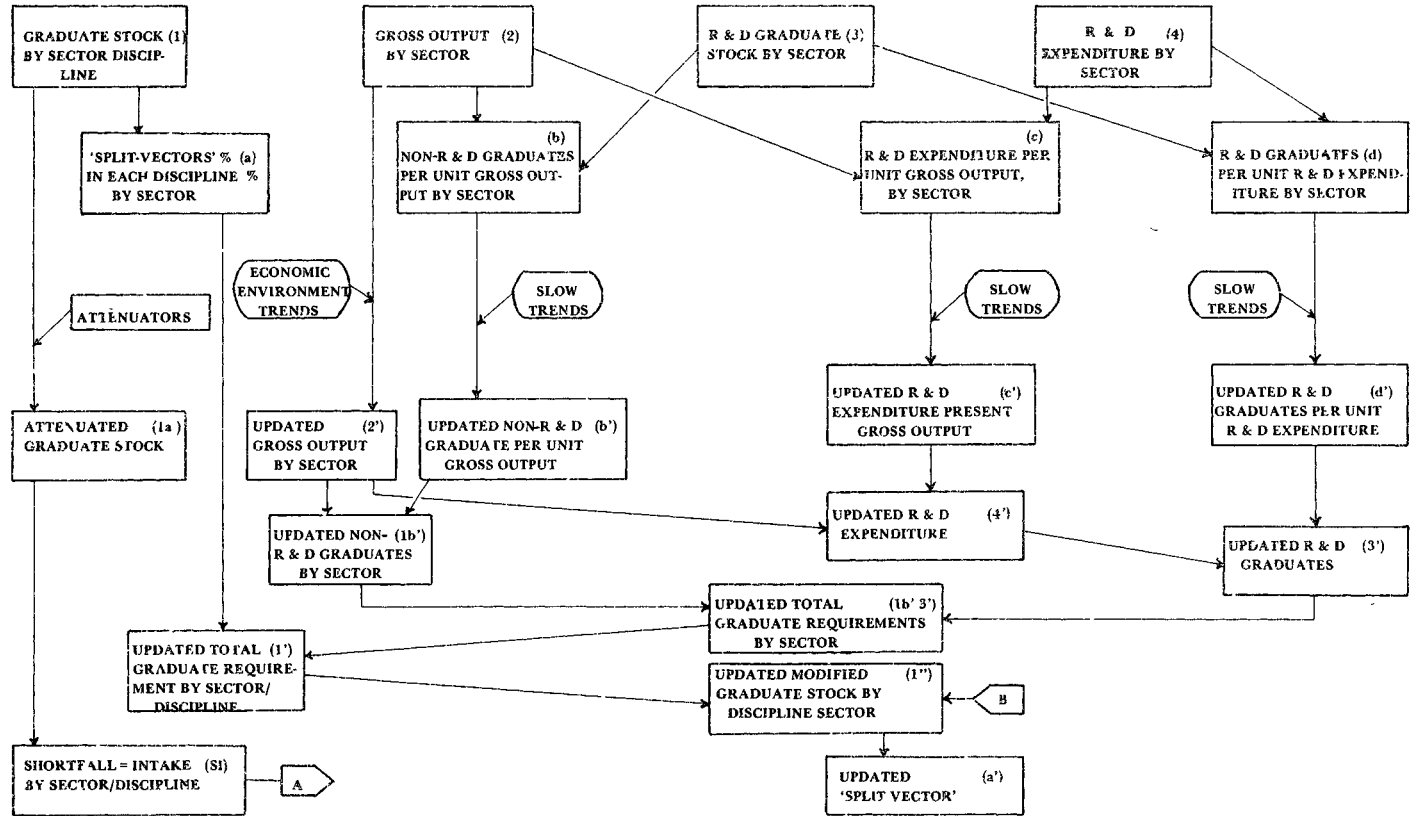 GRADUATE STOCK (1)
BY SECTOR DISCIP-
LINE
GROSS OUTPUT (2)
BY SECTOR
R & D GRADUATE (3)
STOCK BY SECTOR
R & D (4)
EXPENDITURE BY
SECTOR
'SPLIT-VECTORS' % (a)
IN EACH DISCIPLINE %
BY SECTOR
(b)
NON-R & D GRADUATES
PER UNIT GROSS OUT-
PUT BY SECTOR
(c)
R & D EXPENDITURE PER
UNIT GROSS OUTPUT,
BY SECTOR
R & D GRADUATES (d)
PER UNIT R & D EXPEND-
ITURE BY SECTOR
ATTENUATORS
ECONOMIC
ENVIRONMENT
TRENDS
SLOW
TRENDS
SLOW
TRENDS
SLOW
TRENDS
ATTENUATED (1a)
GRADUATE STOCK
UPDATED (2')
GROSS OUTPUT
BY SECTOR
UPDATED NON-R & D (b')
GRADUATE PER UNIT
GROSS OUTPUT
UPDATED R & D (c')
EXPENDITURE PRESENT
GROSS OUTPUT
UPDATED R & D (d')
GRADUATES PER UNIT
R & D EXPENDITURE
UPDATED NON- (1b')
R & D GRADUATES
BY SECTOR
UPDATED R & D (4')
EXPENDITURE
UPDATED R & D (3')
GRADUATES
UPDATED TOTAL (1b' 3')
GRADUATE REQUIREMENTS
BY SECTOR
UPDATED TOTAL (1')
GRADUATE REQUIRE-
MENT BY SECTOR/
DISCIPLINE
UPDATED MODIFIED (1'')
GRADUATE STOCK BY
DISCIPLINE SECTOR
B
SHORTFALL = INTAKE (SI)
BY SECTOR/DISCIPLINE
A
UPDATED (a')
'SPLIT VECTOR'